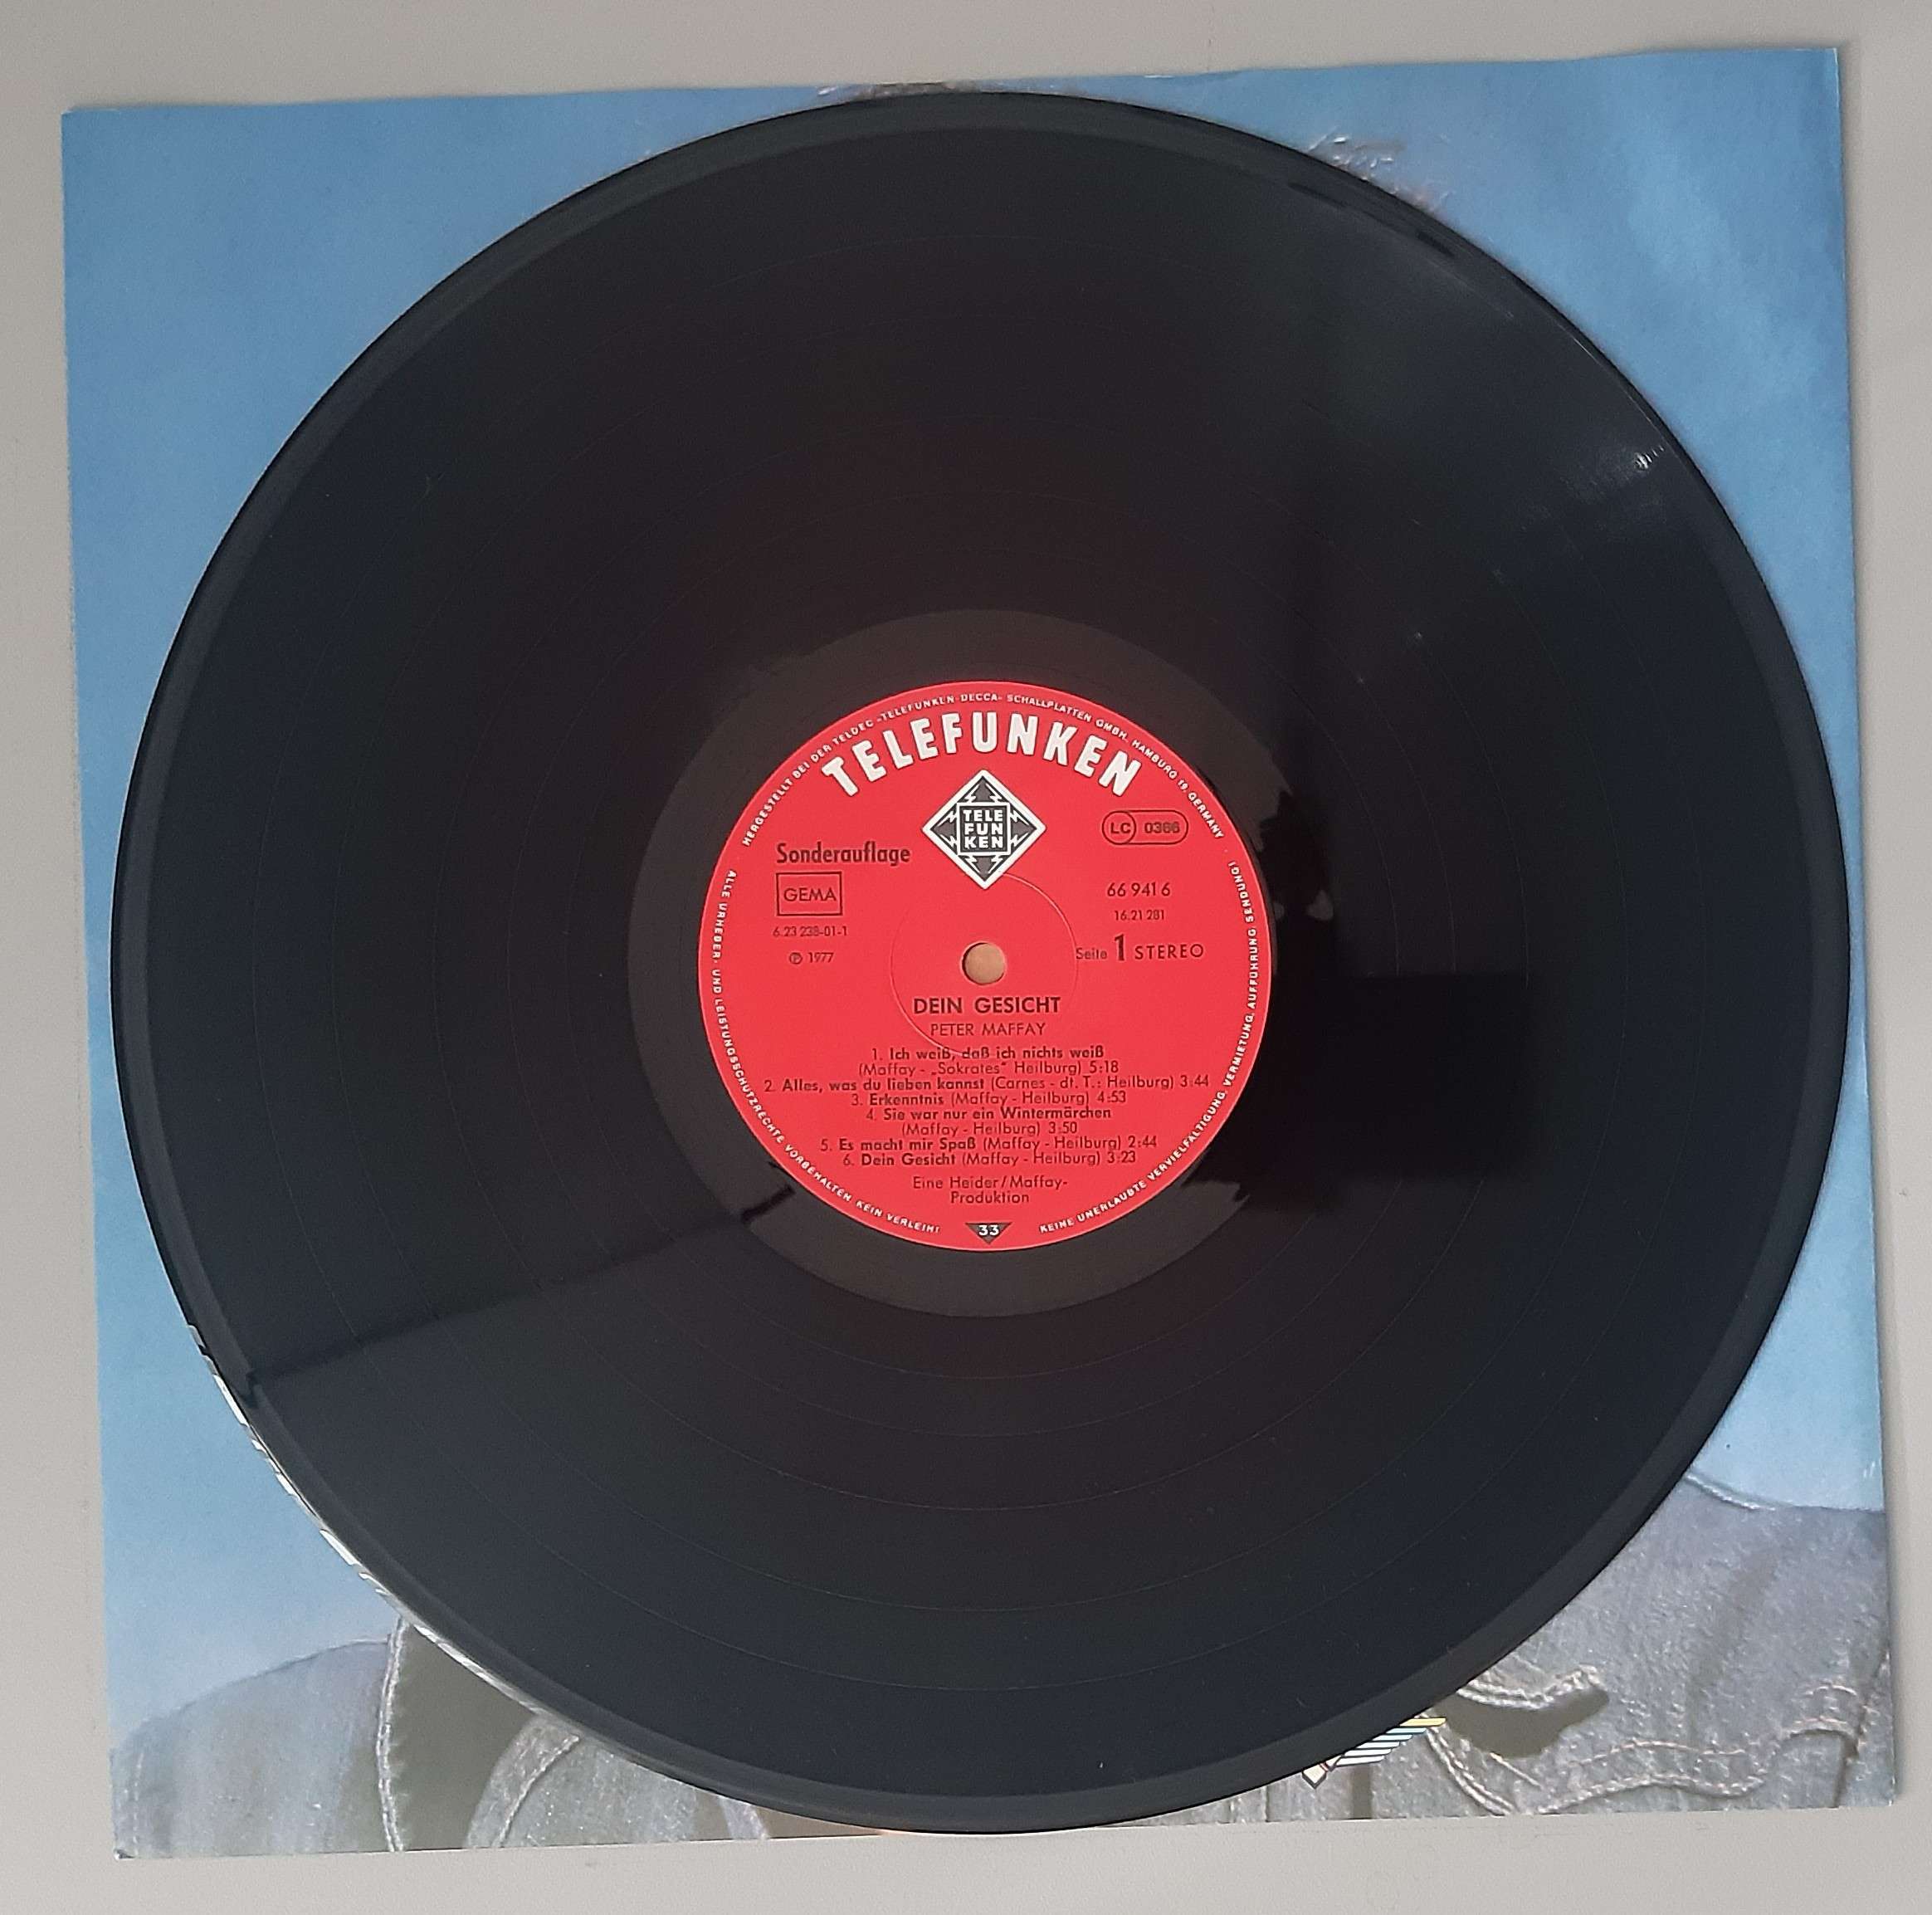 HERGESTELLT BEI DER TELDEC »TELEFUNKEN-DECCA« SCHALLPLATTEN GMBH, HAMBURG 19, GERMANY
TELEFUNKEN
TELE
FUN
KEN
LC 0366
Sonderauflage
GEMA
66 941 6
6.23 238-01-1
16.21 281
℗ 1977
Seite 1 STEREO
DEIN GESICHT
PETER MAFFAY
1. Ich weiß, daß ich nichts weiß
(Maffay - „Sokrates" Heilburg) 5:18
2. Alles, was du lieben kannst (Carnes - dt. T.: Heilburg) 3:44
3. Erkenntnis (Maffay - Heilburg) 4:53
4. Sie war nur ein Wintermärchen
(Maffay - Heilburg) 3:50
5. Es macht mir Spaß (Maffay - Heilburg) 2:44
6. Dein Gesicht (Maffay - Heilburg) 3:23
Eine Heider/Maffay-
Produktion
33
ALLE URHEBER- UND LEISTUNGSSCHUTZRECHTE VORBEHALTEN. KEIN VERLEIH!
KEINE UNERLAUBTE VERVIELFÄLTIGUNG, VERMIETUNG, AUFFÜHRUNG, SENDUNG!